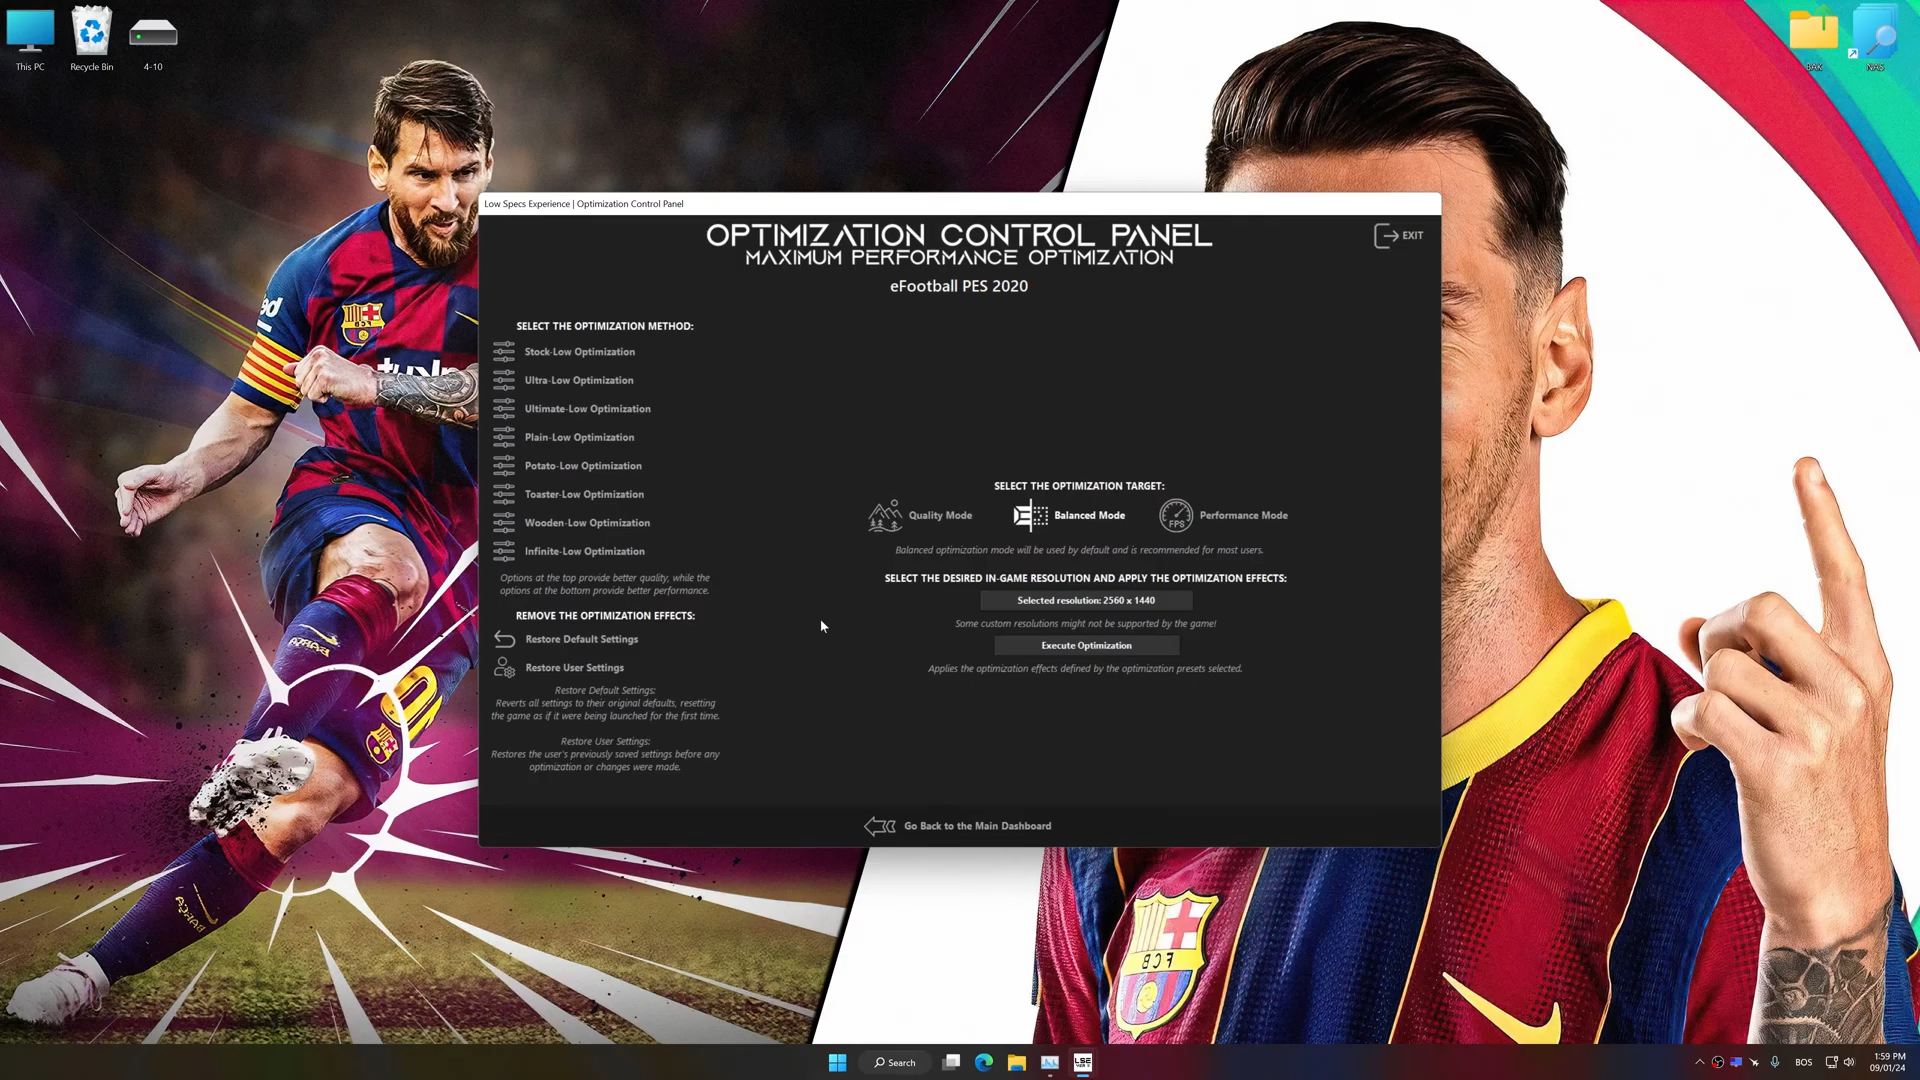 This PC
Recycle Bin
4-10
BAK
NAS
Low Specs Experience | Optimization Control Panel
OPTIMIZATION CONTROL PANEL
MAXIMUM PERFORMANCE OPTIMIZATION
eFootball PES 2020
EXIT
SELECT THE OPTIMIZATION METHOD:
Stock-Low Optimization
Ultra-Low Optimization
Ultimate-Low Optimization
Plain-Low Optimization
Potato-Low Optimization
Toaster-Low Optimization
Wooden-Low Optimization
Infinite-Low Optimization
Options at the top provide better quality, while the
options at the bottom provide better performance.
REMOVE THE OPTIMIZATION EFFECTS:
Restore Default Settings
Restore User Settings
Restore Default Settings:
Reverts all settings to their original defaults, resetting
the game as if it were being launched for the first time.
Restore User Settings:
Restores the user's previously saved settings before any
optimization or changes were made.
SELECT THE OPTIMIZATION TARGET:
Quality Mode
Balanced Mode
FPS
Performance Mode
Balanced optimization mode will be used by default and is recommended for most users.
SELECT THE DESIRED IN-GAME RESOLUTION AND APPLY THE OPTIMIZATION EFFECTS:
Selected resolution: 2560 x 1440
Some custom resolutions might not be supported by the game!
Execute Optimization
Applies the optimization effects defined by the optimization presets selected.
Go Back to the Main Dashboard
FCB
Search
LSE
BOS
1:59 PM
09/01/24